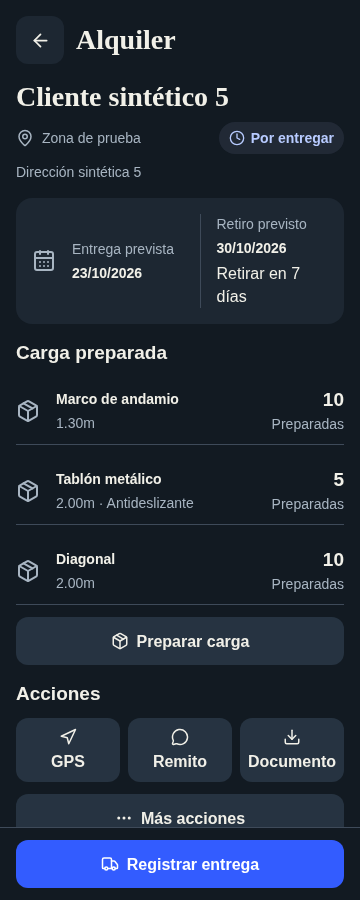 Alquiler
Cliente sintético 5
Zona de prueba
Por entregar
Dirección sintética 5
Entrega prevista
23/10/2026
Retiro previsto
30/10/2026
Retirar en 7
días
Carga preparada
Marco de andamio
10
1.30m
Preparadas
Tablón metálico
5
2.00m · Antideslizante
Preparadas
Diagonal
10
2.00m
Preparadas
Preparar carga
Acciones
GPS
Remito
Documento
Más acciones
Registrar entrega